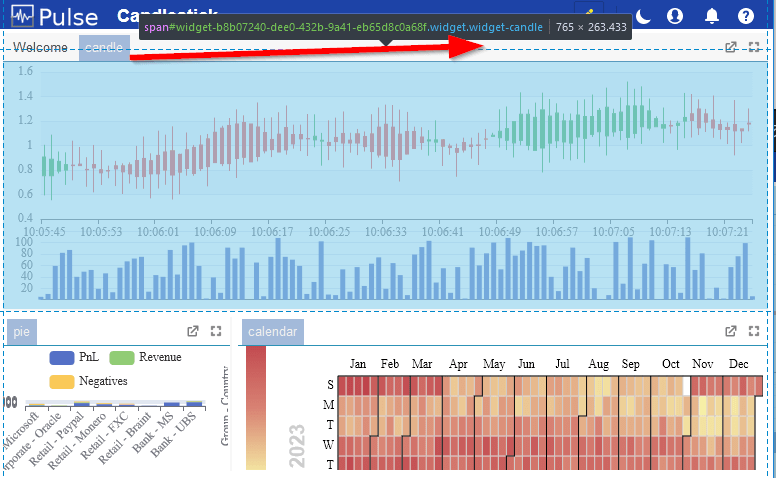 Pulse Candlestick
span#widget-b8b07240-dee0-432b-9a41-eb65d8c0a68f.widget.widget-candle 765 × 263.433
Welcome candle
1.6
1.4
1.2
1
0.8
0.6
0.4
10:05:45 10:05:53 10:06:01 10:06:09 10:06:17 10:06:25 10:06:33 10:06:41 10:06:49 10:06:57 10:07:05 10:07:13 10:07:21
100
80
60
40
20
pie
calendar
PnL Revenue
Negatives
Microsoft
Corporate - Oracle
Retail - Paypal
Retail - Monero
Retail - FXC
Retail - Braint
Bank - MS
Bank - UBS
Group - Country
2023
Jan Feb Mar Apr May Jun Jul Aug Sep Oct Nov Dec
S
M
T
W
T